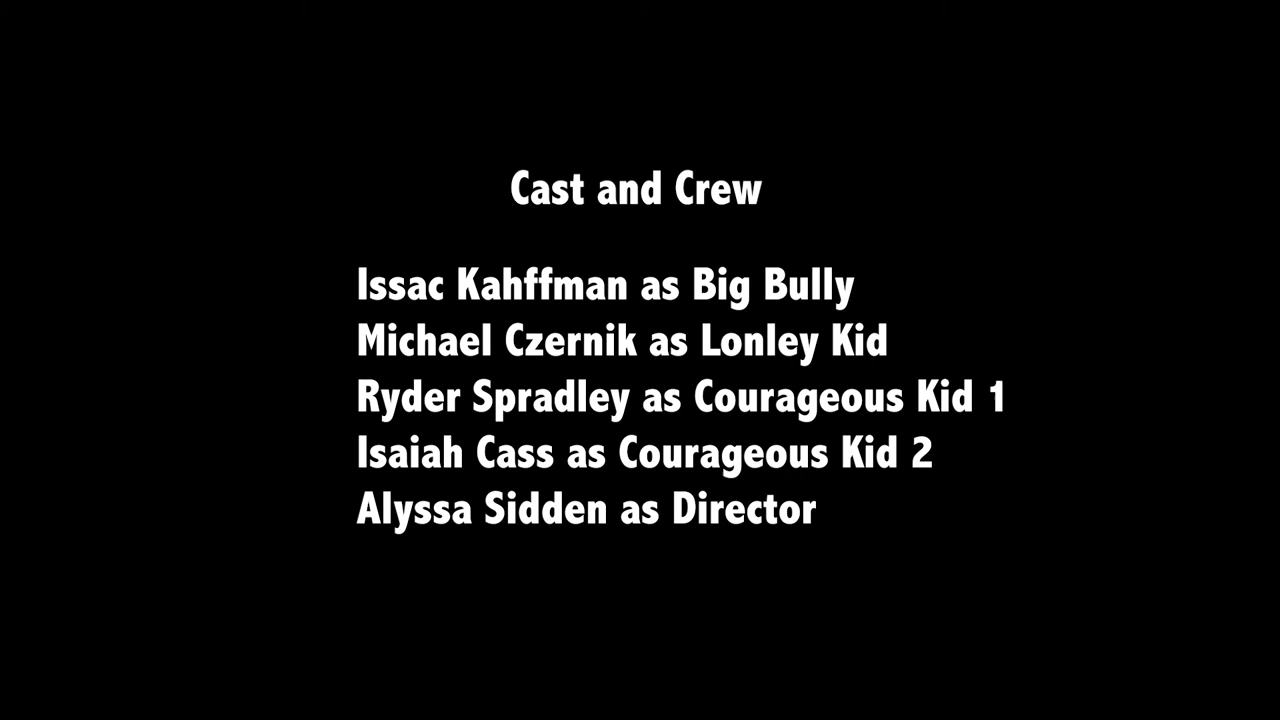 Cast and Crew
Issac Kahffman as Big Bully
Michael Czernik as Lonley Kid
Ryder Spradley as Courageous Kid 1
Isaiah Cass as Courageous Kid 2
Alyssa Sidden as Director